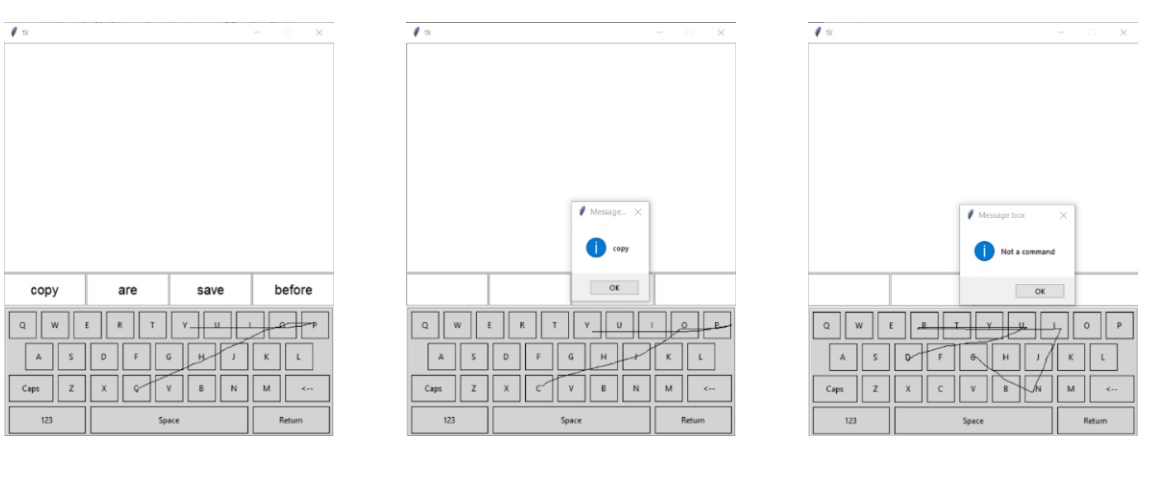 tk
copy are save before
Q W E R T Y U I O P
A S D F G H J K L
Caps Z X C V B N M <--
123 Space Return
tk
Message...
copy
OK
Q W E R T Y U I O P
A S D F G H J K L
Caps Z X C V B N M <--
123 Space Return
tk
Message box
Not a command
OK
Q W E R T Y U I O P
A S D F G H J K L
Caps Z X C V B N M <--
123 Space Return